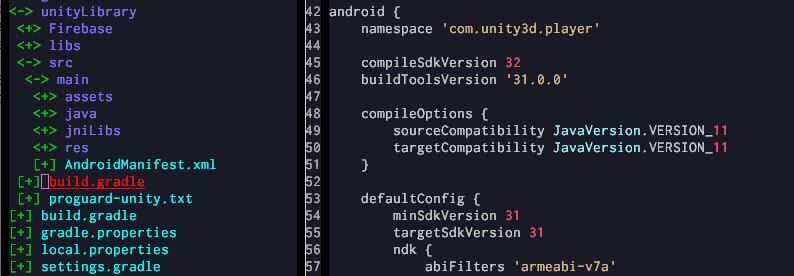 <-> unityLibrary
<+> Firebase
<+> libs
<-> src
<-> main
<+> assets
<+> java
<+> jniLibs
<+> res
[+] AndroidManifest.xml
[+] build.gradle
[+] proguard-unity.txt
[+] build.gradle
[+] gradle.properties
[+] local.properties
[+] settings.gradle
42 android {
43 namespace 'com.unity3d.player'
44
45 compileSdkVersion 32
46 buildToolsVersion '31.0.0'
47
48 compileOptions {
49 sourceCompatibility JavaVersion.VERSION_11
50 targetCompatibility JavaVersion.VERSION_11
51 }
52
53 defaultConfig {
54 minSdkVersion 31
55 targetSdkVersion 31
56 ndk {
57 abiFilters 'armeabi-v7a'